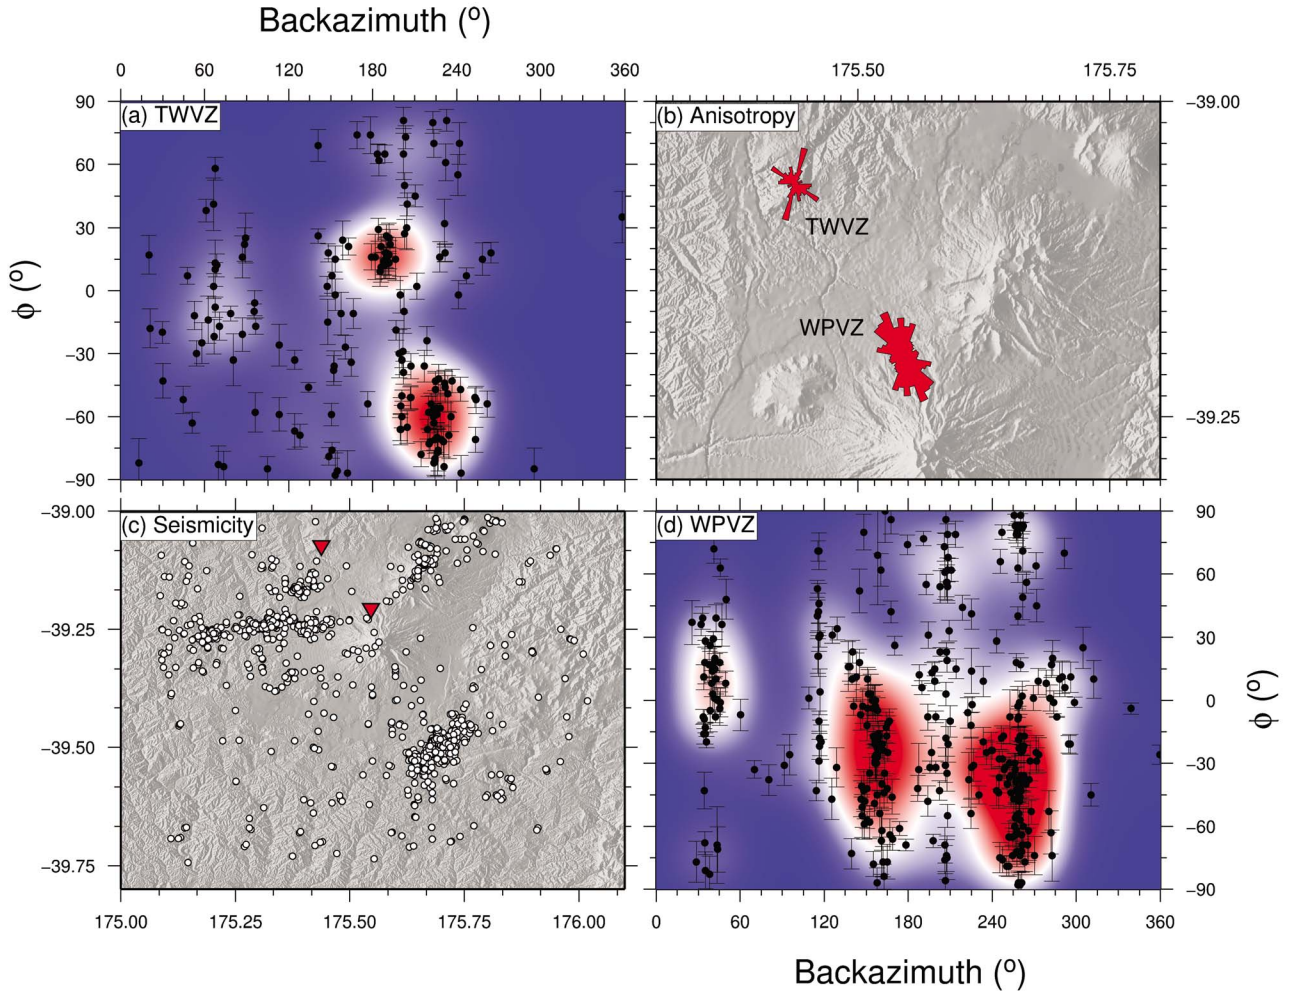 Backazimuth (º)
0 60 120 180 240 300 360
175.50 175.75
(a) TWVZ
90
60
30
0
−30
−60
−90
ϕ (º)
(b) Anisotropy
TWVZ
WPVZ
−39.00
−39.25
(c) Seismicity
−39.00
−39.25
−39.50
−39.75
175.00 175.25 175.50 175.75 176.00
(d) WPVZ
90
60
30
0
−30
−60
−90
ϕ (º)
0 60 120 180 240 300 360
Backazimuth (º)